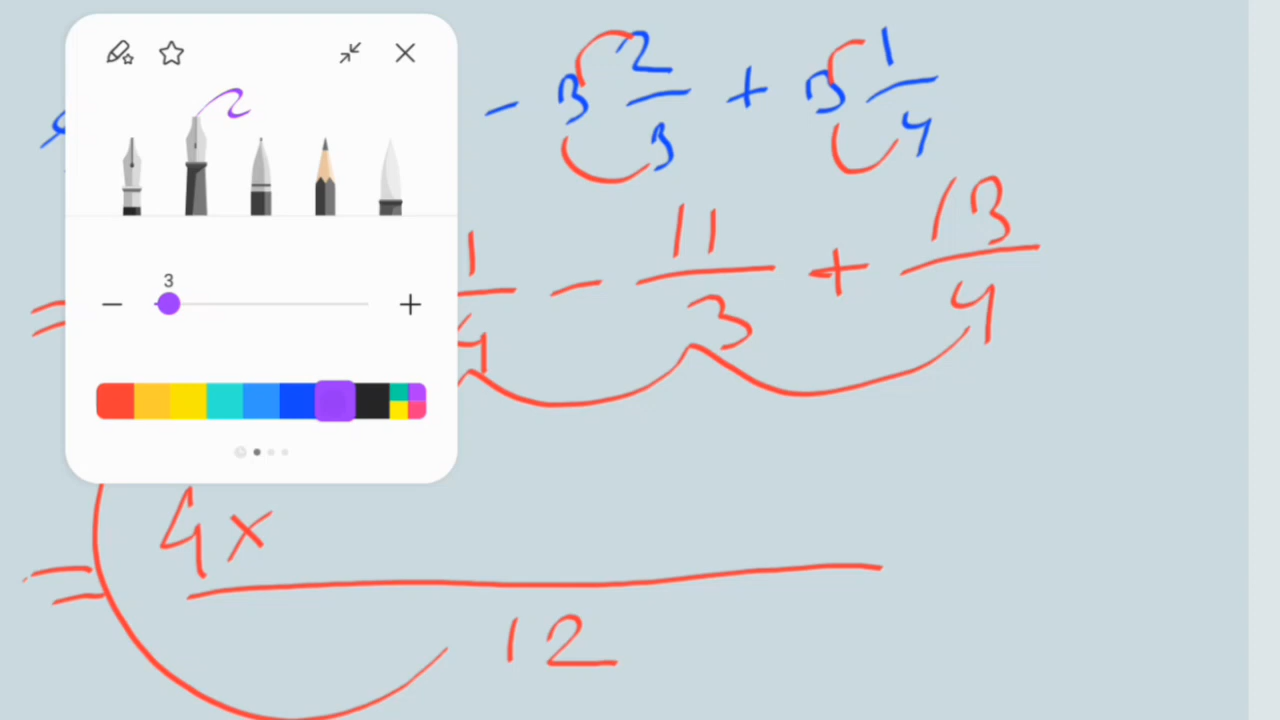 - 3 2/3 + 3 1/4
3
= 1/4 - 11/3 + 13/4
= 4x / 12